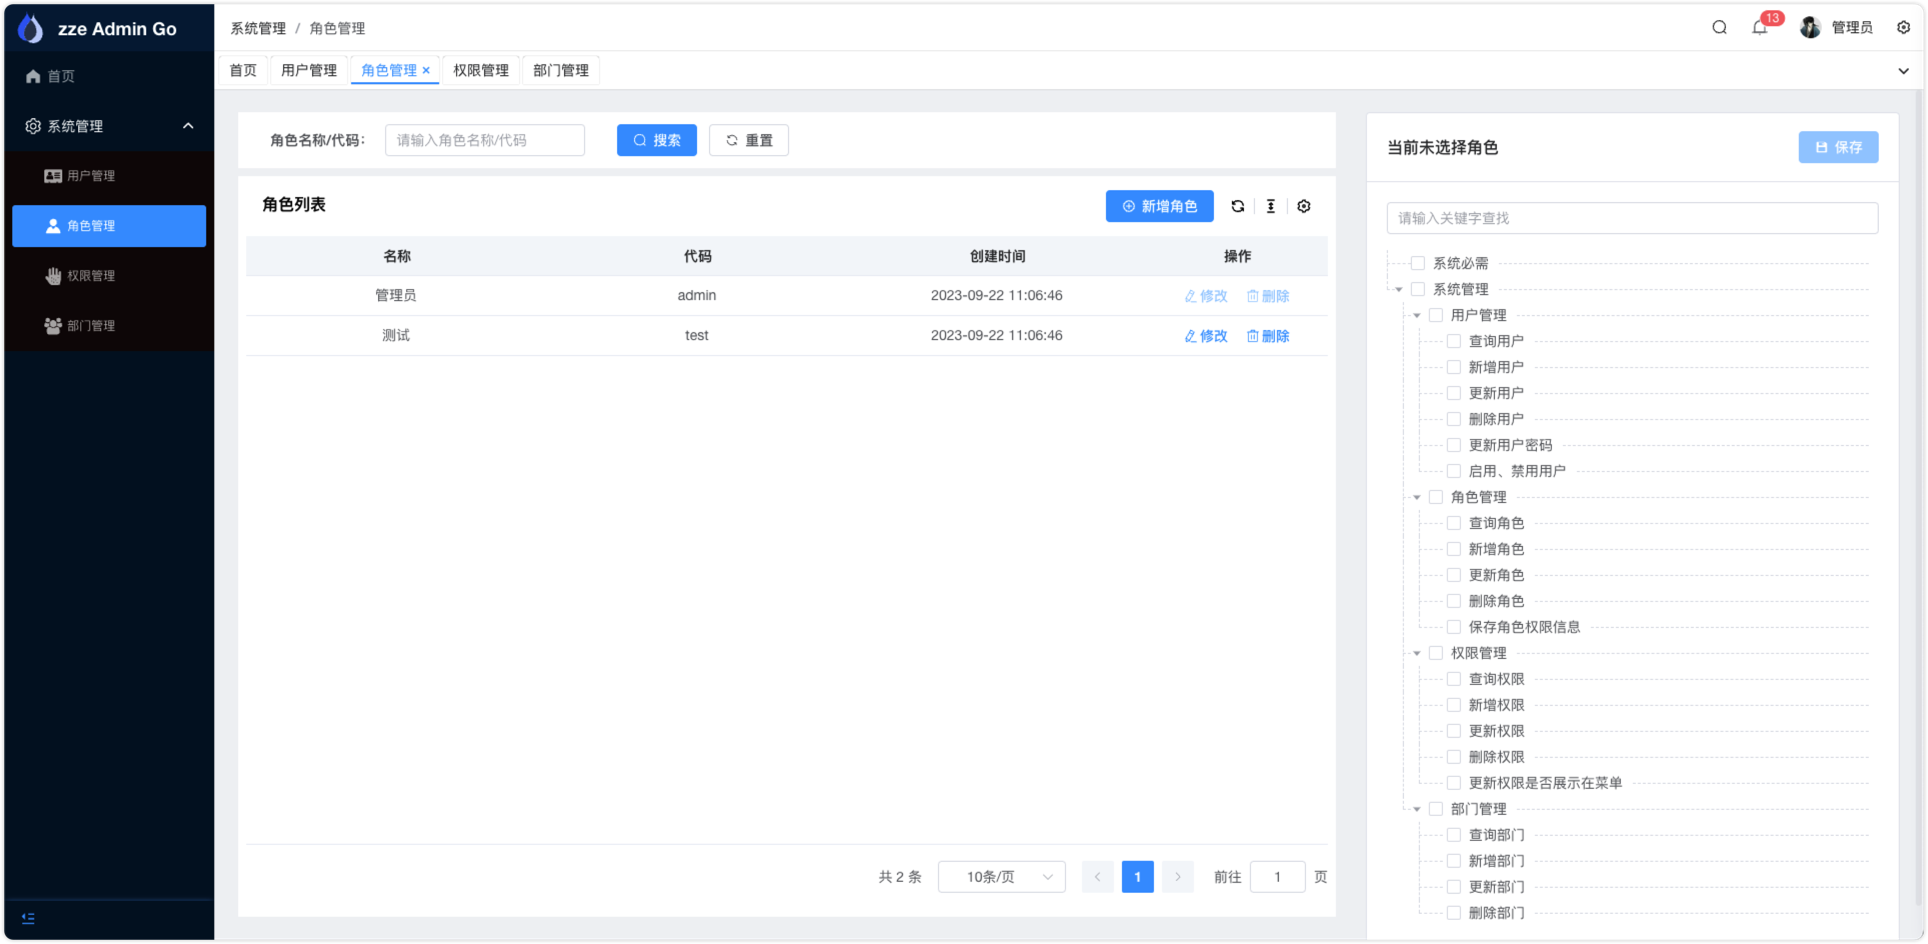 zze Admin Go
系统管理 / 角色管理
13
管理员
首页
系统管理
用户管理
角色管理
权限管理
部门管理
首页
用户管理
角色管理 ×
权限管理
部门管理
角色名称/代码: 请输入角色名称/代码 搜索 重置
角色列表 新增角色
名称 代码 创建时间 操作
管理员 admin 2023-09-22 11:06:46 修改 删除
测试 test 2023-09-22 11:06:46 修改 删除
共 2 条 10条/页 < 1 > 前往 1 页
当前未选择角色 保存
请输入关键字查找
系统必需
系统管理
用户管理
查询用户
新增用户
更新用户
删除用户
更新用户密码
启用、禁用用户
角色管理
查询角色
新增角色
更新角色
删除角色
保存角色权限信息
权限管理
查询权限
新增权限
更新权限
删除权限
更新权限是否展示在菜单
部门管理
查询部门
新增部门
更新部门
删除部门